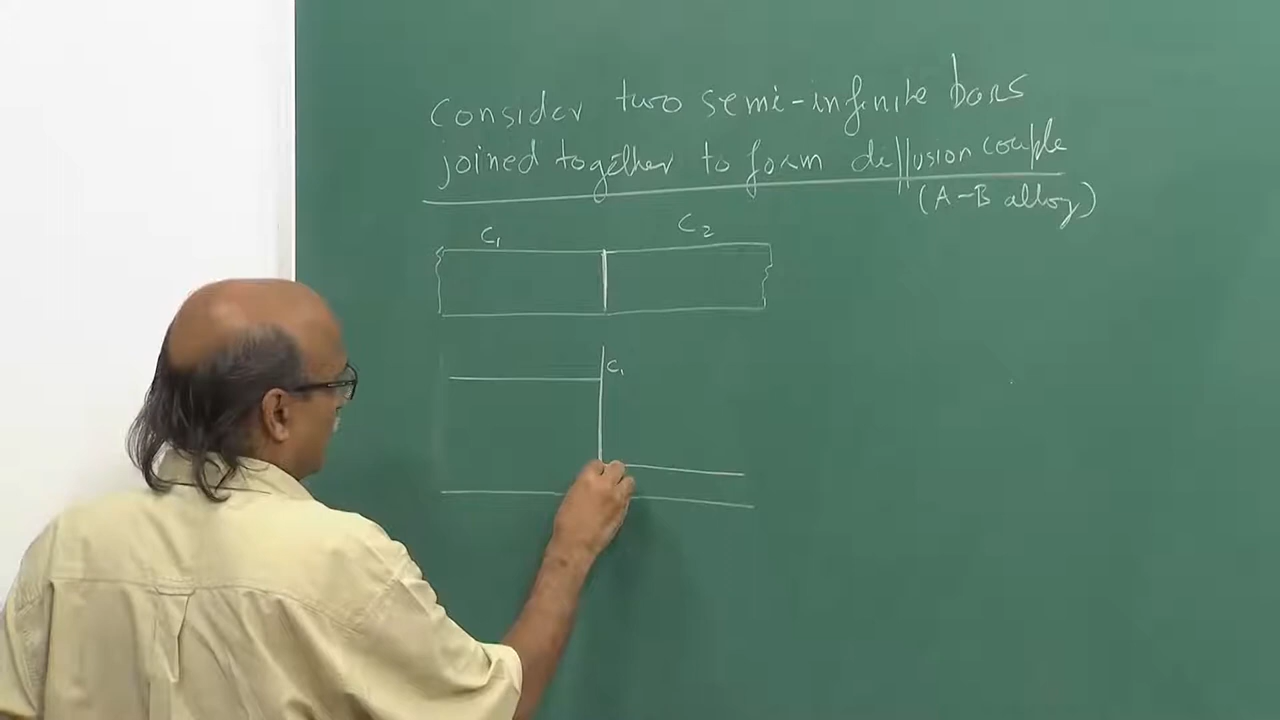 Consider two semi-infinite bars
joined together to form diffusion couple
(A-B alloy)
C1 C2
C1